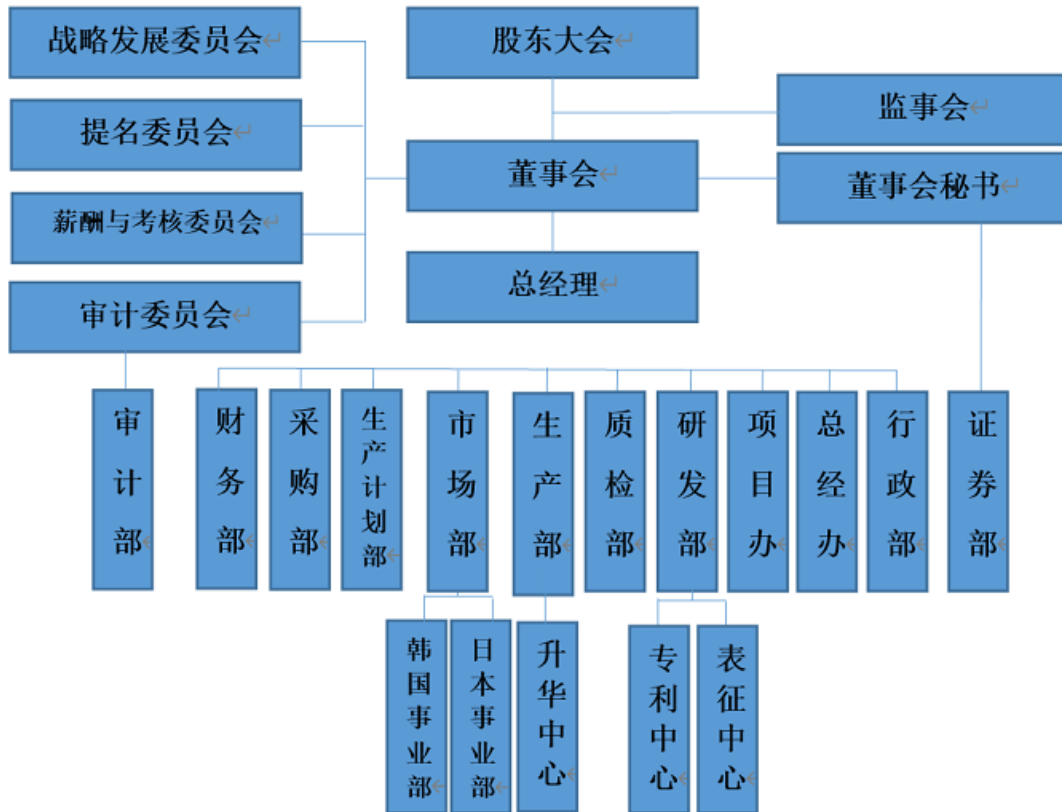 战略发展委员会
股东大会
提名委员会
监事会
董事会
董事会秘书
薪酬与考核委员会
总经理
审计委员会
审计部
财务部
采购部
生产计划部
市场部
生产部
质检部
研发部
项目办
总经办
行政部
证券部
韩国事业部
日本事业部
升华中心
专利中心
表征中心